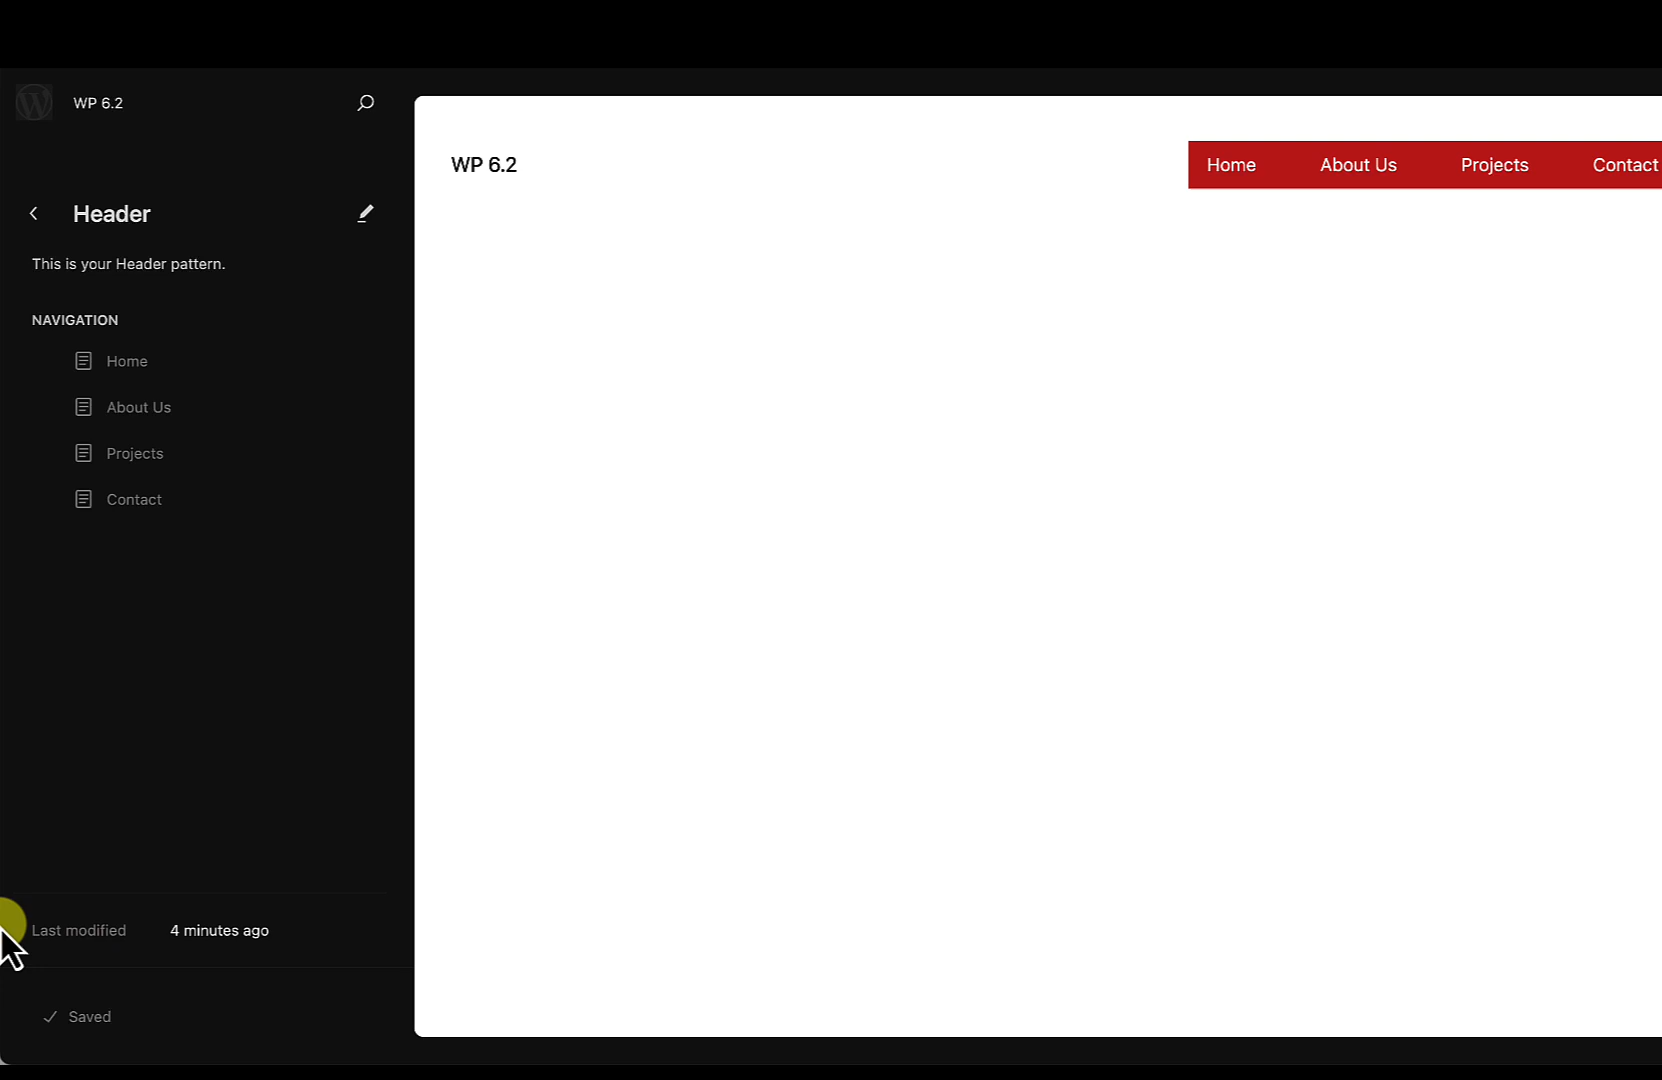 WP 6.2
Header
This is your Header pattern.
NAVIGATION
Home
About Us
Projects
Contact
Last modified 4 minutes ago
Saved
WP 6.2
Home About Us Projects Contact